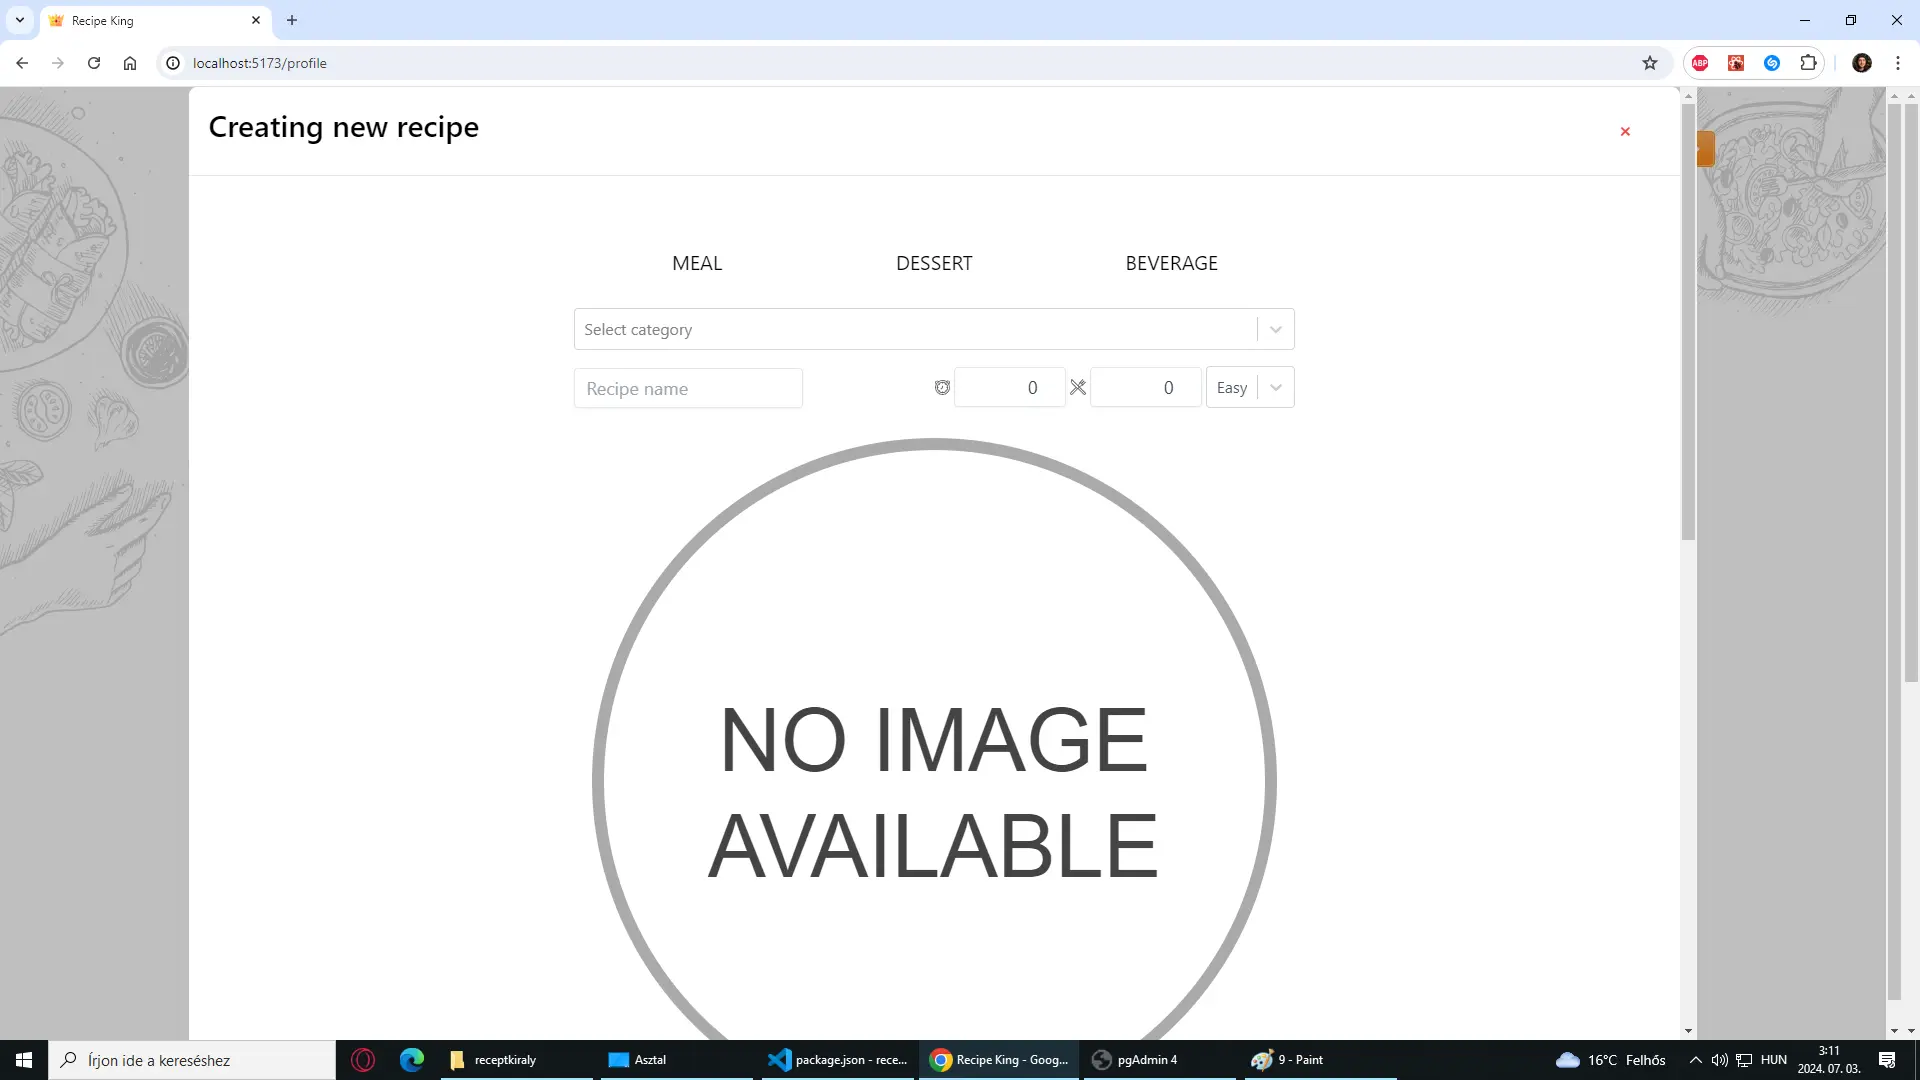 Recipe King
localhost:5173/profile
ABP
Creating new recipe
MEAL DESSERT BEVERAGE
Select category
Recipe name 0 0 Easy
NO IMAGE
AVAILABLE
Írjon ide a kereséshez
receptkiraly
Asztal
package.json - rece...
Recipe King - Goog...
pgAdmin 4
9 - Paint
16°C Felhős
HUN
3:11
2024. 07. 03.